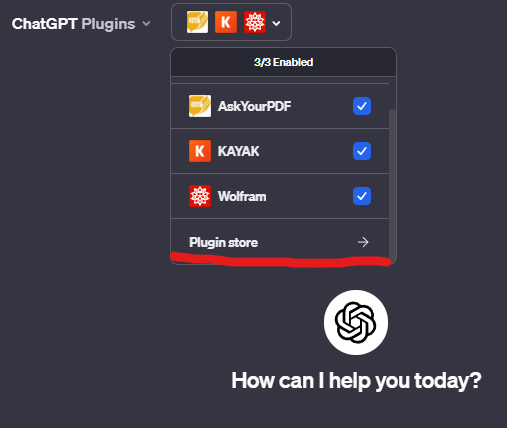 ChatGPT Plugins
3/3 Enabled
AskYourPDF
K KAYAK
Wolfram
Plugin store
How can I help you today?